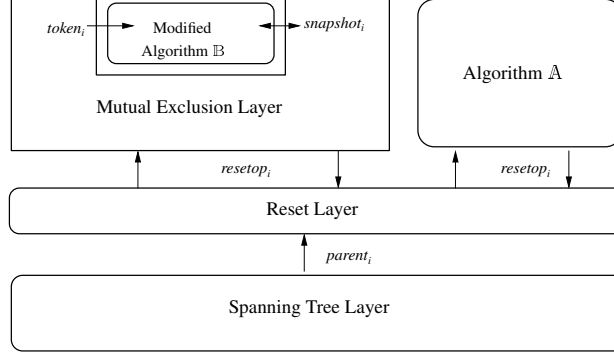 token_i
Modified
Algorithm 𝔹
snapshot_i
Algorithm 𝔸
Mutual Exclusion Layer
resetop_i
resetop_i
Reset Layer
parent_i
Spanning Tree Layer